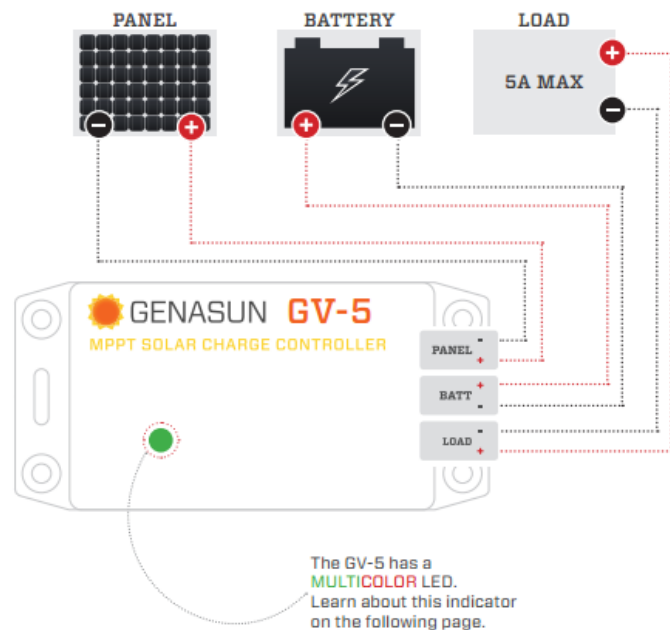 PANEL
BATTERY
LOAD
5A MAX
GENASUN GV-5
MPPT SOLAR CHARGE CONTROLLER
PANEL
BATT
LOAD
The GV-5 has a
MULTICOLOR LED.
Learn about this indicator
on the following page.